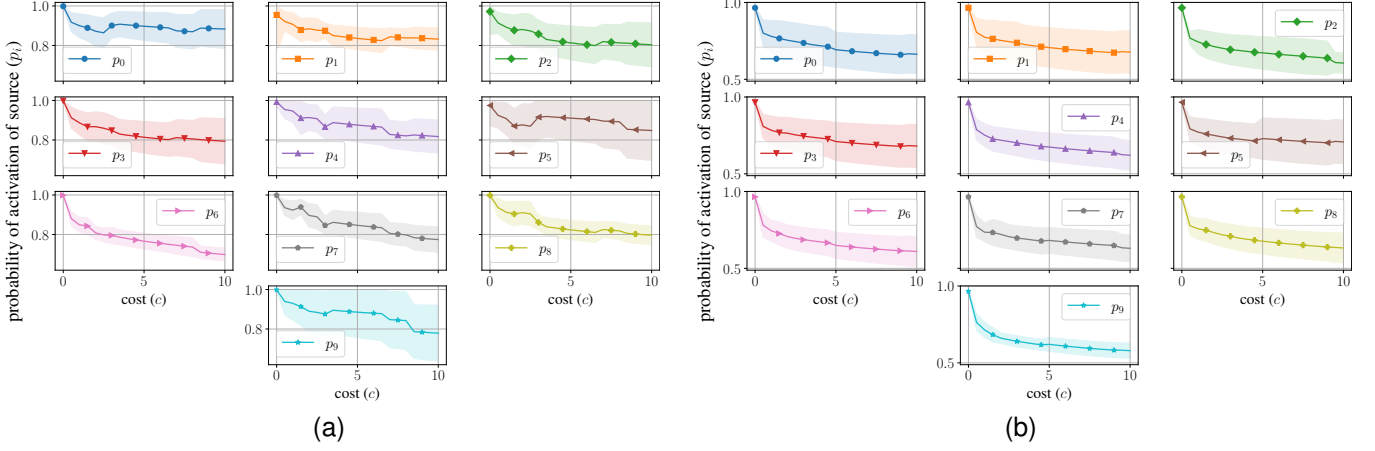 probability of activation of source (p_i)
1.0
0.8
p_0
p_1
p_2
1.0
0.8
p_3
p_4
p_5
1.0
0.8
p_6
p_7
p_8
0 5 10
cost (c)
0 5 10
cost (c)
1.0
0.8
p_9
0 5 10
cost (c)
(a)
probability of activation of source (p_i)
1.0
0.5
p_0
p_1
p_2
1.0
0.5
p_3
p_4
p_5
1.0
0.5
p_6
p_7
p_8
0 5 10
cost (c)
0 5 10
cost (c)
1.0
0.5
p_9
0 5 10
cost (c)
(b)